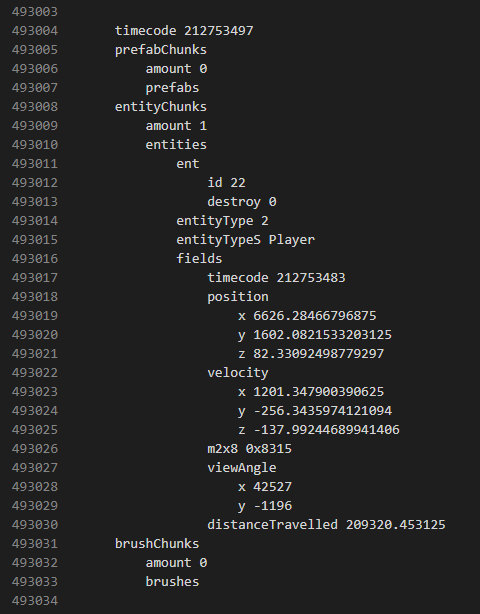 493003
493004 timecode 212753497
493005 prefabChunks
493006 amount 0
493007 prefabs
493008 entityChunks
493009 amount 1
493010 entities
493011 ent
493012 id 22
493013 destroy 0
493014 entityType 2
493015 entityTypeS Player
493016 fields
493017 timecode 212753483
493018 position
493019 x 6626.28466796875
493020 y 1602.0821533203125
493021 z 82.33092498779297
493022 velocity
493023 x 1201.347900390625
493024 y -256.3435974121094
493025 z -137.99244689941406
493026 m2x8 0x8315
493027 viewAngle
493028 x 42527
493029 y -1196
493030 distanceTravelled 209320.453125
493031 brushChunks
493032 amount 0
493033 brushes
493034